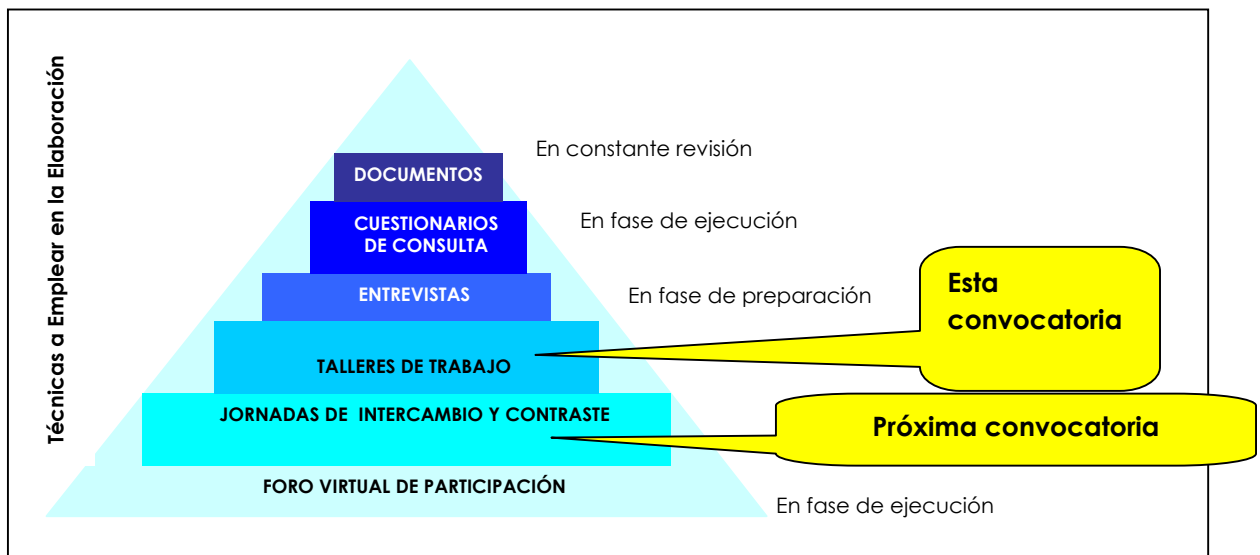 Técnicas a Emplear en la Elaboración
En constante revisión
DOCUMENTOS
En fase de ejecución
CUESTIONARIOS
DE CONSULTA
En fase de preparación
ENTREVISTAS
Esta
convocatoria
TALLERES DE TRABAJO
JORNADAS DE INTERCAMBIO Y CONTRASTE
Próxima convocatoria
FORO VIRTUAL DE PARTICIPACIÓN
En fase de ejecución